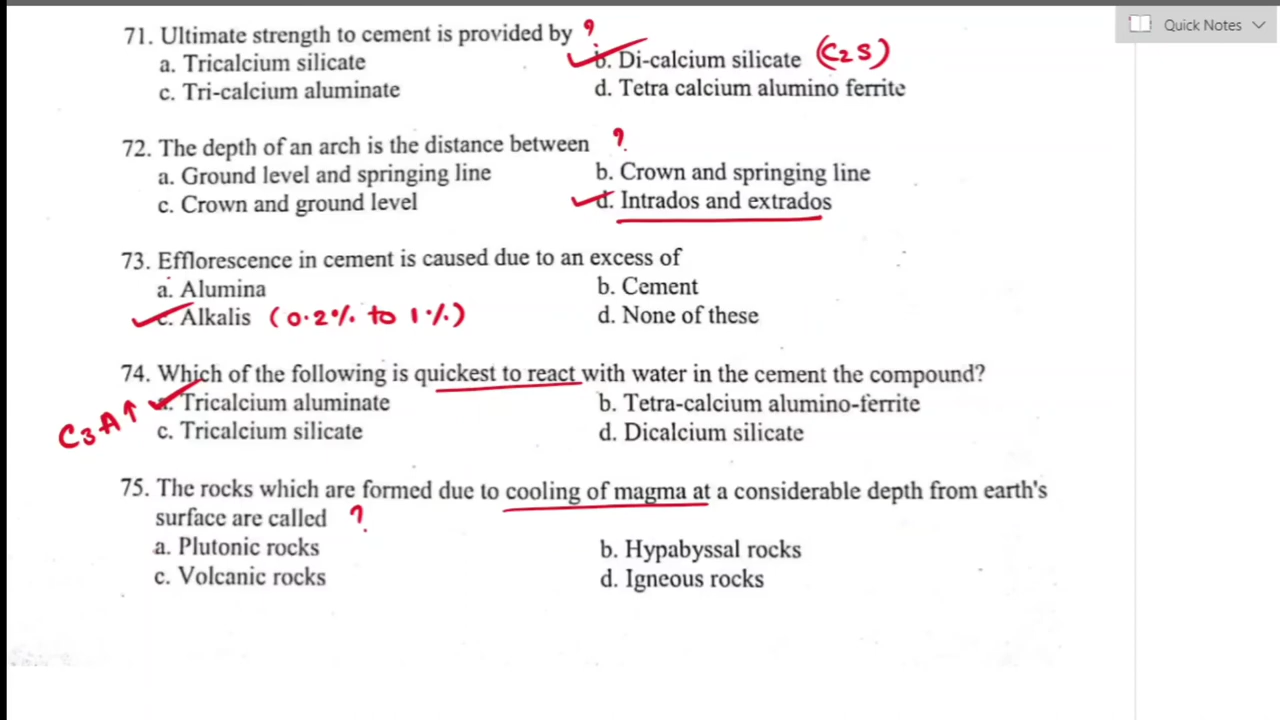 Quick Notes
71. Ultimate strength to cement is provided by ?
a. Tricalcium silicate
b. Di-calcium silicate (C2S)
c. Tri-calcium aluminate
d. Tetra calcium alumino ferrite
72. The depth of an arch is the distance between ?
a. Ground level and springing line
b. Crown and springing line
c. Crown and ground level
d. Intrados and extrados
73. Efflorescence in cement is caused due to an excess of
a. Alumina
b. Cement
c. Alkalis (0.2% to 1%)
d. None of these
74. Which of the following is quickest to react with water in the cement the compound?
C3A↑ a. Tricalcium aluminate
b. Tetra-calcium alumino-ferrite
c. Tricalcium silicate
d. Dicalcium silicate
75. The rocks which are formed due to cooling of magma at a considerable depth from earth's
surface are called ?
a. Plutonic rocks
b. Hypabyssal rocks
c. Volcanic rocks
d. Igneous rocks